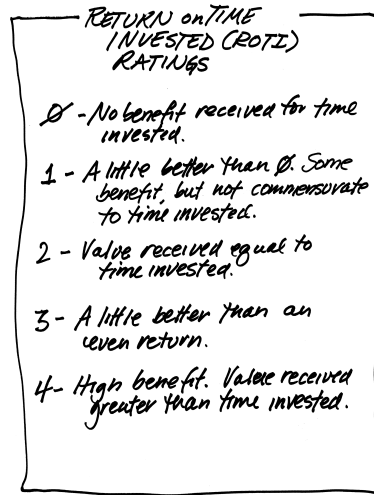 RETURN on TIME
INVESTED (ROTI)
RATINGS
0 - No benefit received for time
invested.
1 - A little better than 0. Some
benefit, but not commensurate
to time invested.
2 - Value received equal to
time invested.
3 - A little better than an
even return.
4 - High benefit. Value received
greater than time invested.